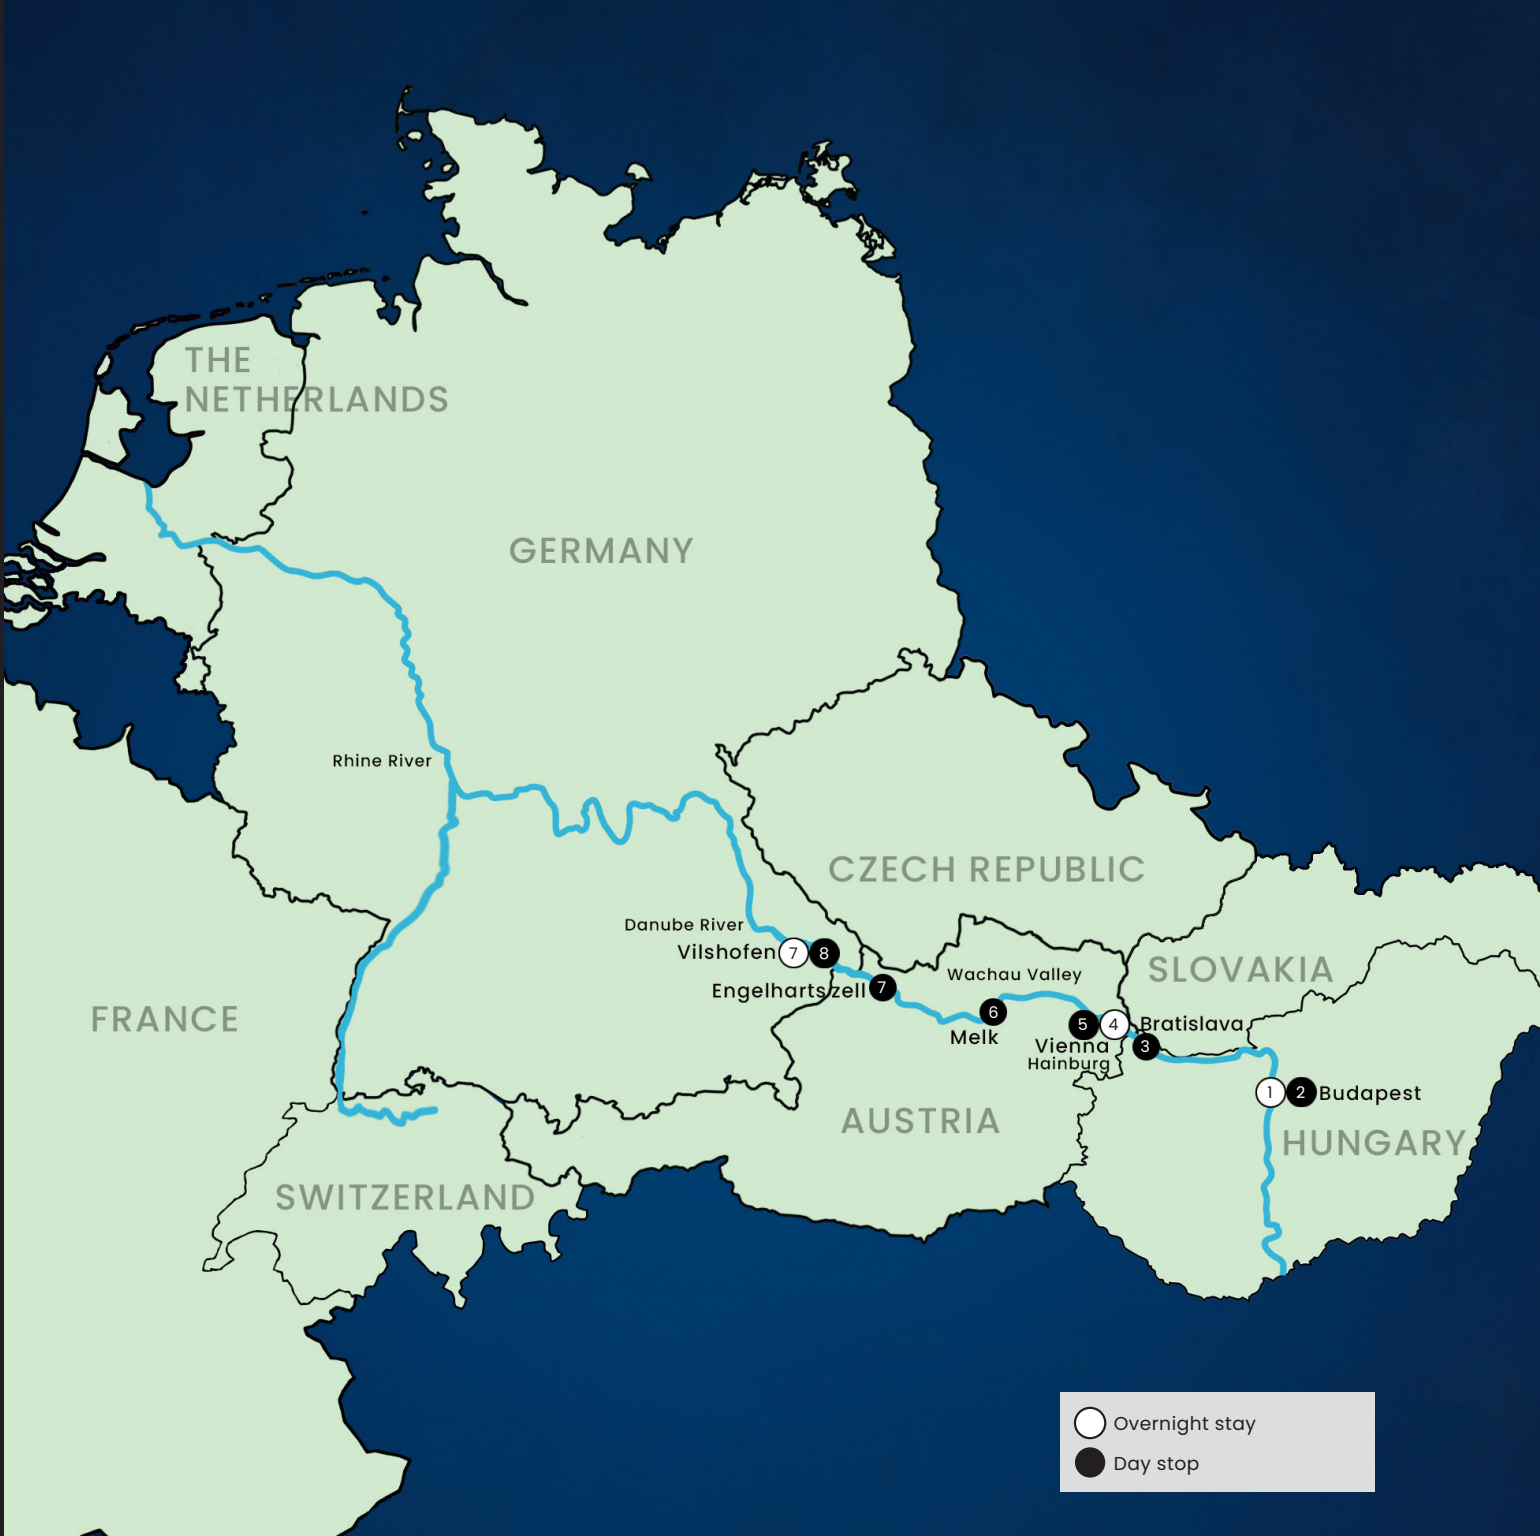 THE
NETHERLANDS
GERMANY
Rhine River
CZECH REPUBLIC
Danube River
Vilshofen 7 8
Wachau Valley
SLOVAKIA
Engelhartszell 7
6
Melk
FRANCE
5 4 Bratislava
Vienna 3
Hainburg
1 2 Budapest
AUSTRIA
HUNGARY
SWITZERLAND
Overnight stay
Day stop